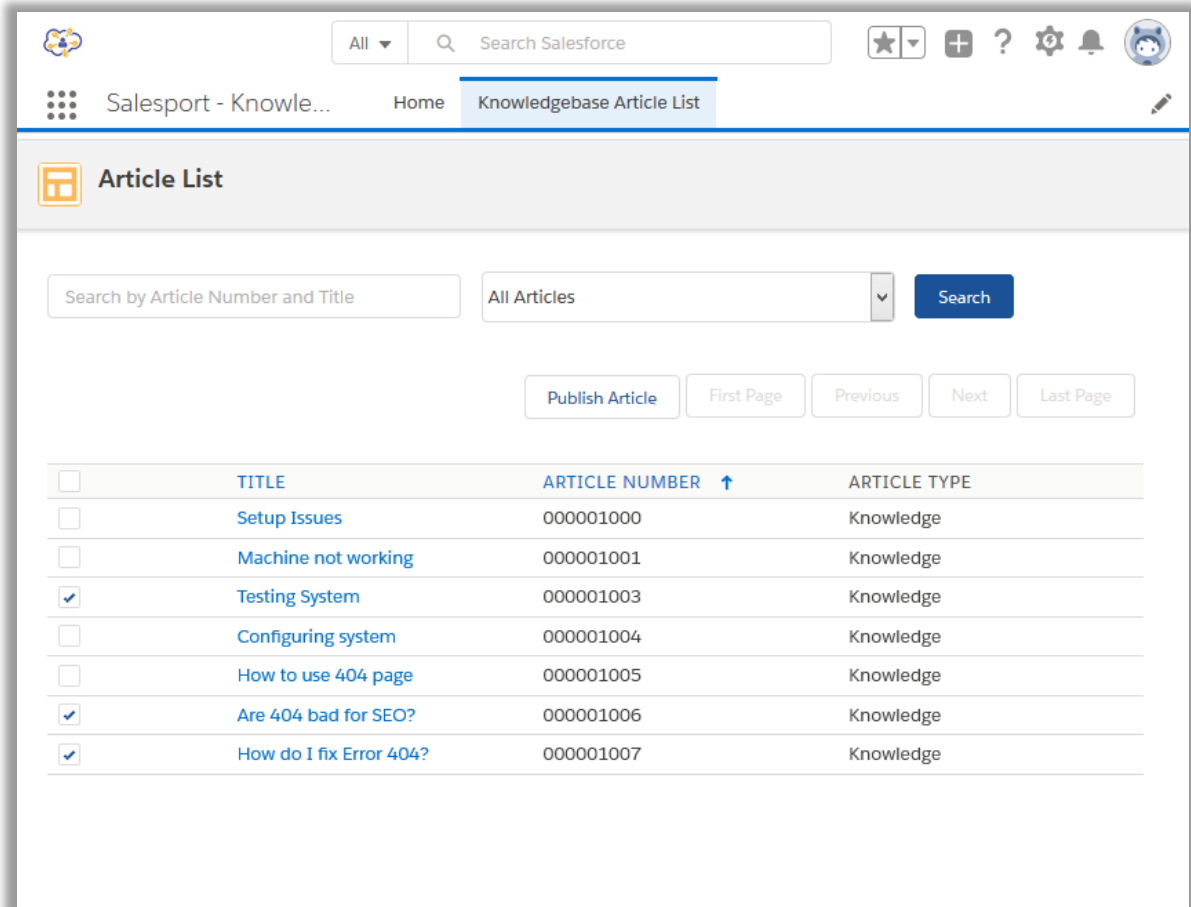 All Search Salesforce
Salesport - Knowle... Home Knowledgebase Article List
Article List
Search by Article Number and Title All Articles Search
Publish Article First Page Previous Next Last Page
TITLE ARTICLE NUMBER ARTICLE TYPE
Setup Issues 000001000 Knowledge
Machine not working 000001001 Knowledge
Testing System 000001003 Knowledge
Configuring system 000001004 Knowledge
How to use 404 page 000001005 Knowledge
Are 404 bad for SEO? 000001006 Knowledge
How do I fix Error 404? 000001007 Knowledge